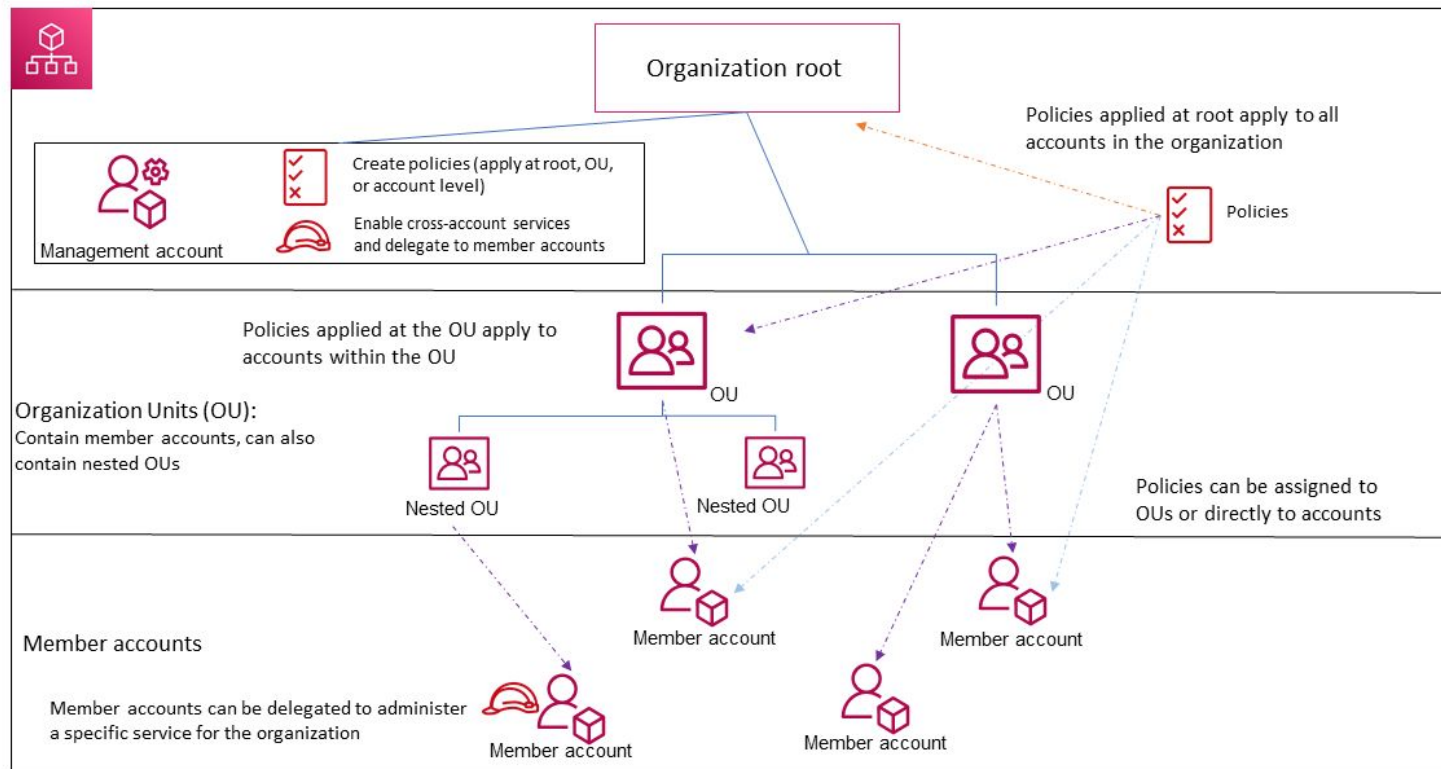 Organization root
Policies applied at root apply to all
accounts in the organization
Create policies (apply at root, OU,
or account level)
Enable cross-account services
and delegate to member accounts
Management account
Policies
Policies applied at the OU apply to
accounts within the OU
OU
OU
Organization Units (OU):
Contain member accounts, can also
contain nested OUs
Nested OU
Nested OU
Policies can be assigned to
OUs or directly to accounts
Member account
Member account
Member accounts
Member account
Member account
Member accounts can be delegated to administer
a specific service for the organization